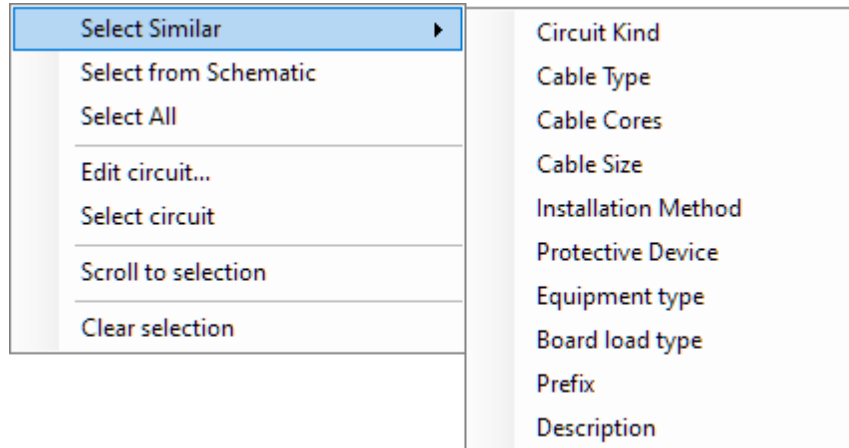 Select Similar
Select from Schematic
Select All
Edit circuit...
Select circuit
Scroll to selection
Clear selection
Circuit Kind
Cable Type
Cable Cores
Cable Size
Installation Method
Protective Device
Equipment type
Board load type
Prefix
Description